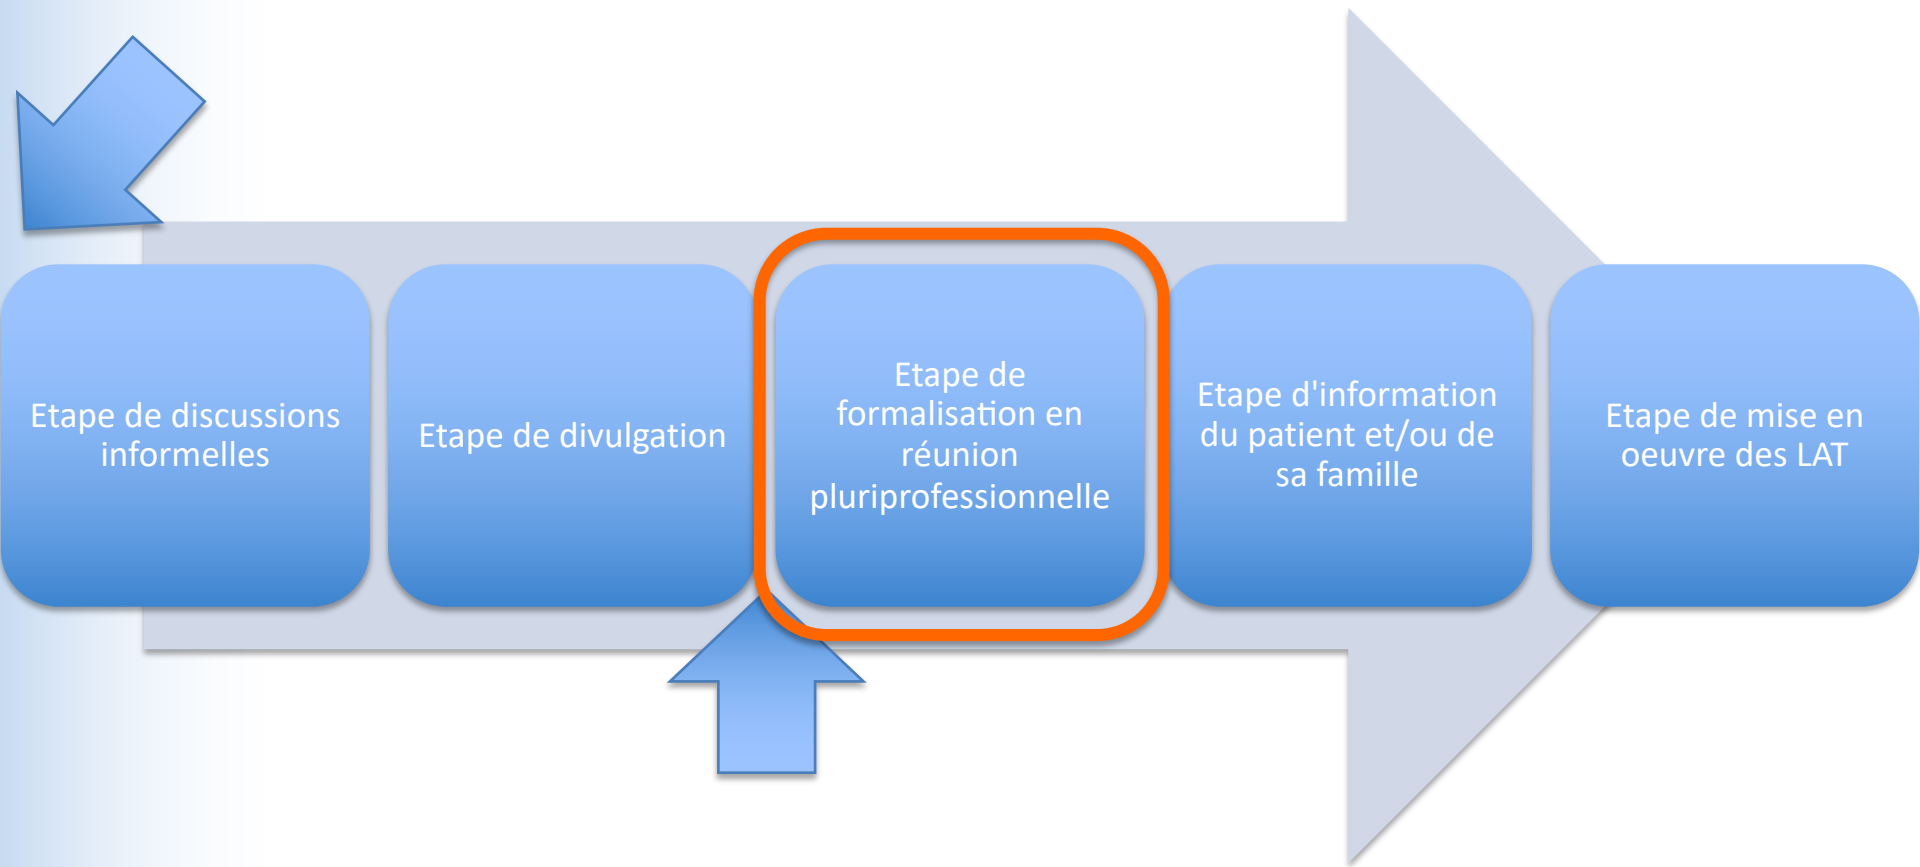 Etape de discussions
informelles
Etape de divulgation
Etape de
formalisation en
réunion
pluriprofessionnelle
Etape d'information
du patient et/ou de
sa famille
Etape de mise en
oeuvre des LAT